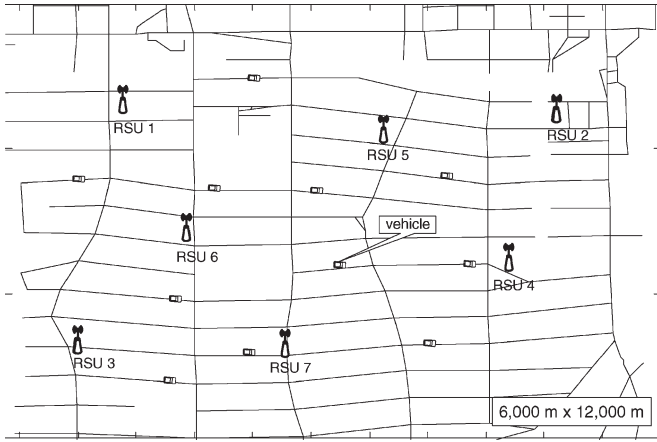 RSU 1
RSU 2
RSU 5
vehicle
RSU 6
RSU 4
RSU 3
RSU 7
6,000 m x 12,000 m